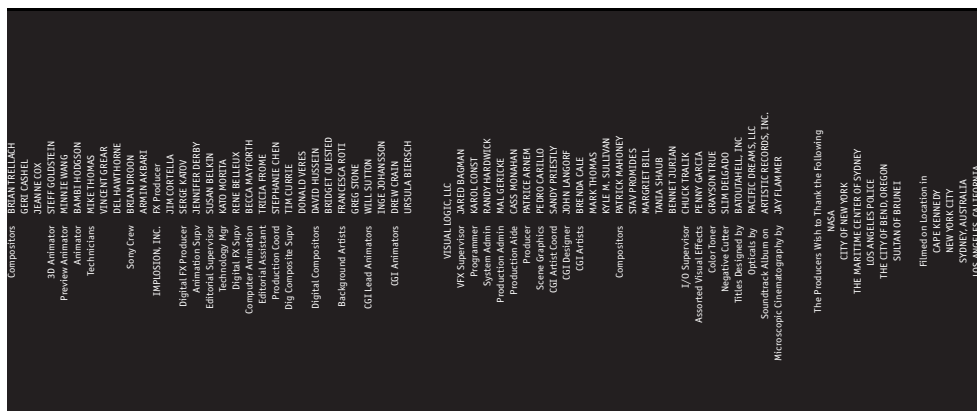 Compositors BRIAN TRELLACH
GERI CASHEL
JEANNE COX
3D Animator STEFF GOLDSTEIN
Preview Animator MINNIE WANG
Animator BAMBI HODGSON
Technicians MIKE THOMAS
VINCENT GREAR
DEL HAWTHORNE
Sony Crew BRIAN DRION
ARMIN AKBARI
IMPLOSION, INC. FX Producer
JIM CORTELLA
Digital FX Producer SERGE KATOV
Animation Supv JENNIFER DERBY
Editorial Supervisor SUSAN BELKIN
Technology Mgr KATO MORITA
Digital FX Supv RENE BELLEUX
Computer Animation BECCA MAYFORTH
Editorial Assistant TRICIA FROME
Production Coord STEPHANIE CHEN
Dig Composite Supv TIM CURRIE
DONALD VERES
Digital Compositors DAVID HUSSEIN
BRIDGET QUESTED
Background Artists FRANCESCA ROTI
GREG STONE
CGI Lead Animators WILL SUTTON
INGE JOHANSSON
CGI Animators DREW CRAIN
URSULA BIERSCH
VISUAL LOGIC, LLC
VFX Supervisor JARED BAGMAN
Programmer KAROL CONST
System Admin RANDY HARDWICK
Production Admin MAL GERICKE
Production Aide CASS MONAHAN
Producer PATRICE ARNEM
Scene Graphics PEDRO CARILLO
CGI Artist Coord SANDY PRIESTLY
CGI Designer JOHN LANGORF
CGI Artists BRENDA CALE
MARK THOMAS
KYLE M. SULLIVAN
Compositors PATRICK MAHONEY
STAV PROMIDES
MARGRIET BILL
TANLA SHAUB
BENNET JURIAN
I/O Supervisor CHUCK TRALIK
Assorted Visual Effects PENNY GARCIA
Color Toner GRAYSON TRUE
Negative Cutter SLIM DELGADO
Titles Designed by BATOUTAHELL, INC
Opticals by PACIFIC DREAMS, LLC
Soundtrack Album on ARTISTIC RECORDS, INC.
Microscopic Cinematography by JAY FLAMMER
The Producers Wish to Thank the Following
NASA
CITY OF NEW YORK
THE MARITIME CENTER OF SYDNEY
LOS ANGELES POLICE
THE CITY OF BEND, OREGON
SULTAN OF BRUNEI
Filmed on Location in
CAPE KENNEDY
NEW YORK CITY
SYDNEY, AUSTRALIA
LOS ANGELES, CALIFORNIA